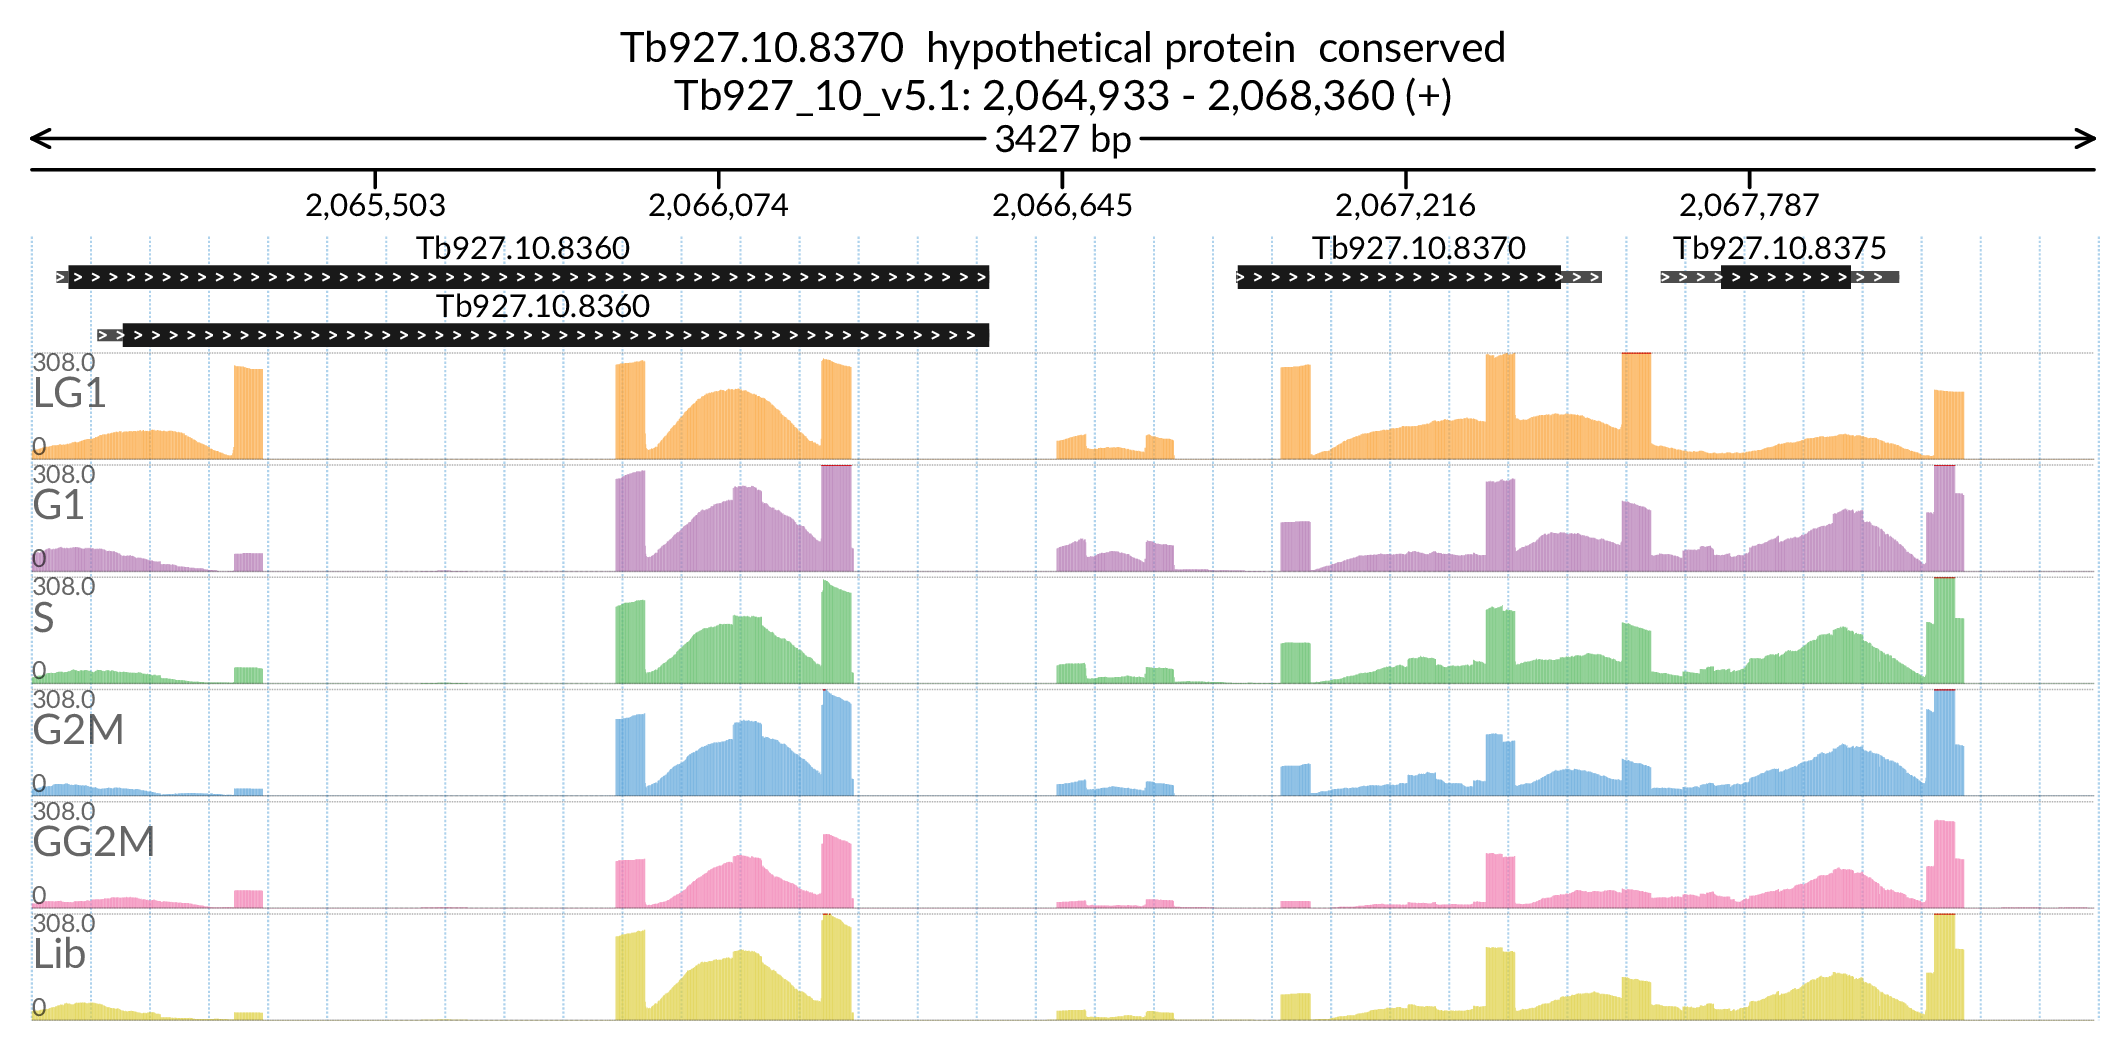 Tb927.10.8370  hypothetical protein  conserved
Tb927_10_v5.1: 2,064,933 - 2,068,360 (+)
3427 bp
2,065,503 2,066,074 2,066,645 2,067,216 2,067,787
Tb927.10.8360 Tb927.10.8370 Tb927.10.8375
Tb927.10.8360
308.0
LG1
0
308.0
G1
0
308.0
S
0
308.0
G2M
0
308.0
GG2M
0
308.0
Lib
0